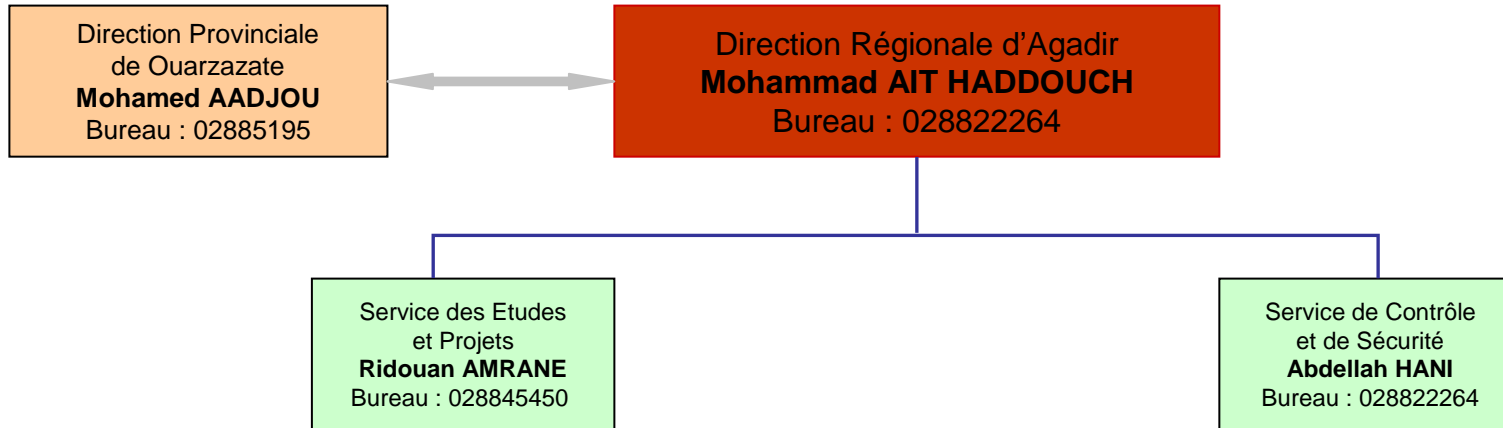 Direction Provinciale
de Ouarzazate
Mohamed AADJOU
Bureau : 02885195
Direction Régionale d’Agadir
Mohammad AIT HADDOUCH
Bureau : 028822264
Service des Etudes
et Projets
Ridouan AMRANE
Bureau : 028845450
Service de Contrôle
et de Sécurité
Abdellah HANI
Bureau : 028822264